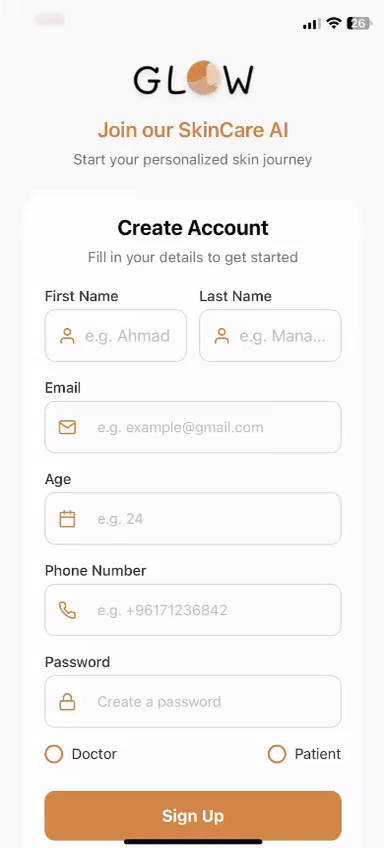 26
GLOW
Join our SkinCare AI
Start your personalized skin journey
Create Account
Fill in your details to get started
First Name Last Name
e.g. Ahmad e.g. Mana...
Email
e.g. example@gmail.com
Age
e.g. 24
Phone Number
e.g. +96171236842
Password
Create a password
Doctor Patient
Sign Up